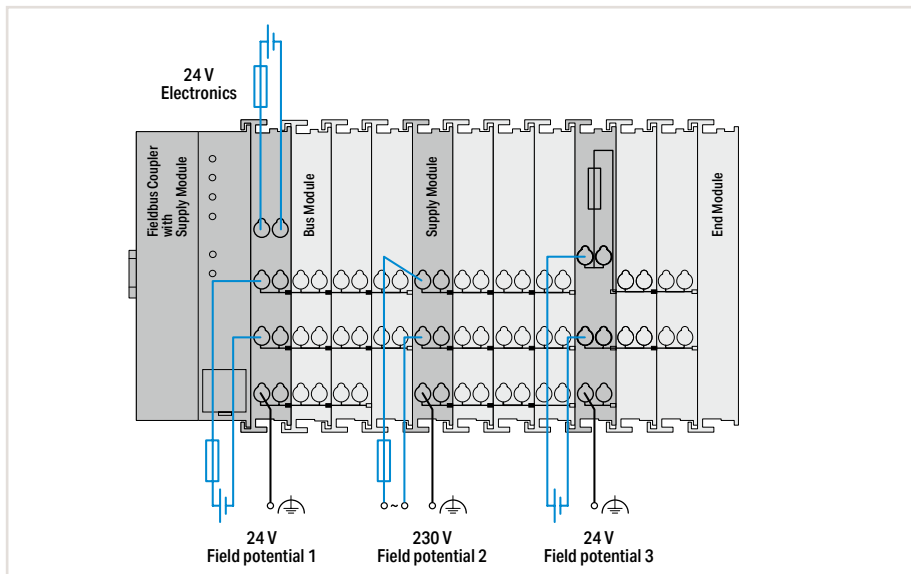 24 V
Electronics
Fieldbus Coupler
with
Supply Module
Bus Module
Supply Module
End Module
~
24 V
Field potential 1
230 V
Field potential 2
24 V
Field potential 3